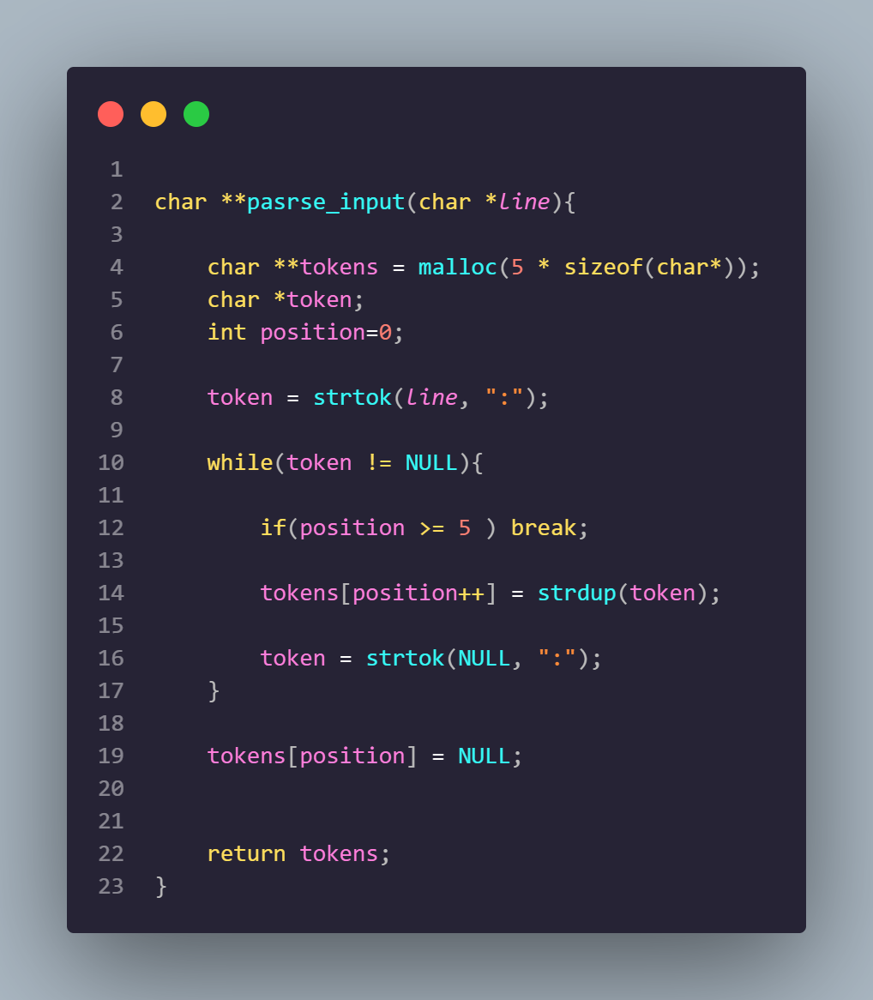 1
2 char **pasrse_input(char *line){
3
4     char **tokens = malloc(5 * sizeof(char*));
5     char *token;
6     int position=0;
7
8     token = strtok(line, ":");
9
10     while(token != NULL){
11
12         if(position >= 5 ) break;
13
14         tokens[position++] = strdup(token);
15
16         token = strtok(NULL, ":");
17     }
18
19     tokens[position] = NULL;
20
21
22     return tokens;
23 }